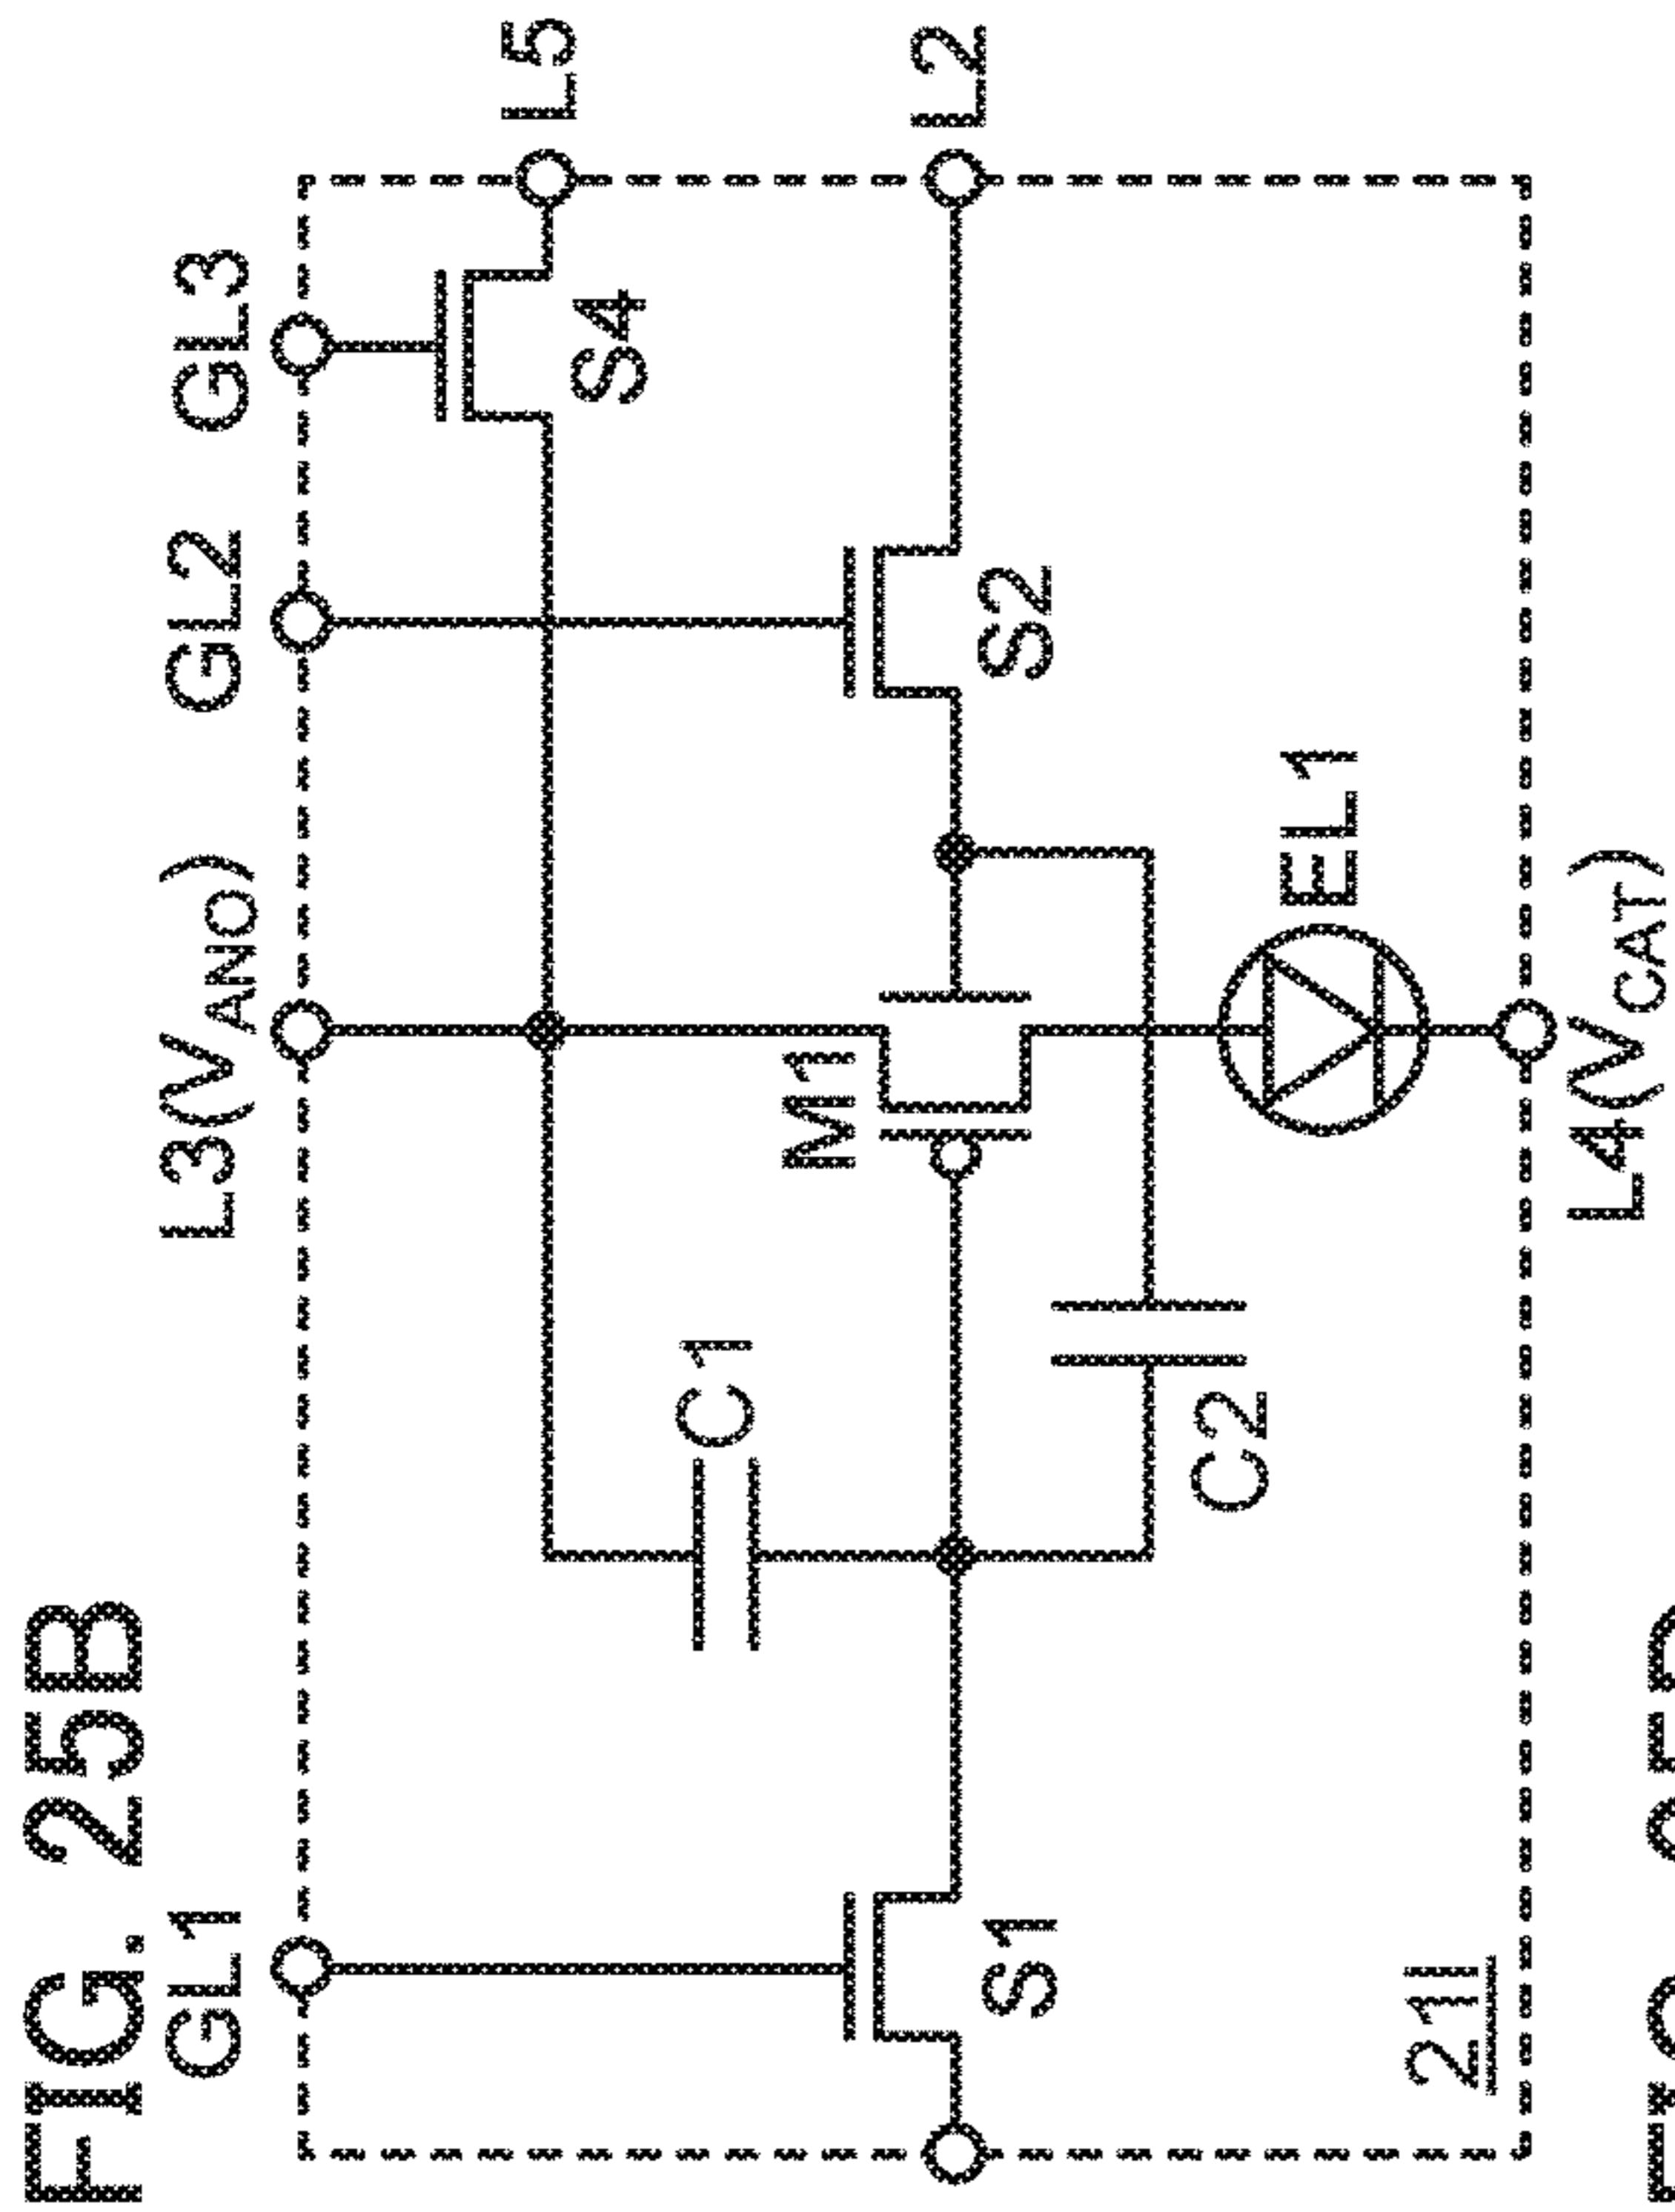 FIG. 25B
GL1
L3(VANO)
GL2
GL3
L5
C1
S4
M1
L2
S1
S2
C2
EL1
21I
L4(VCAT)